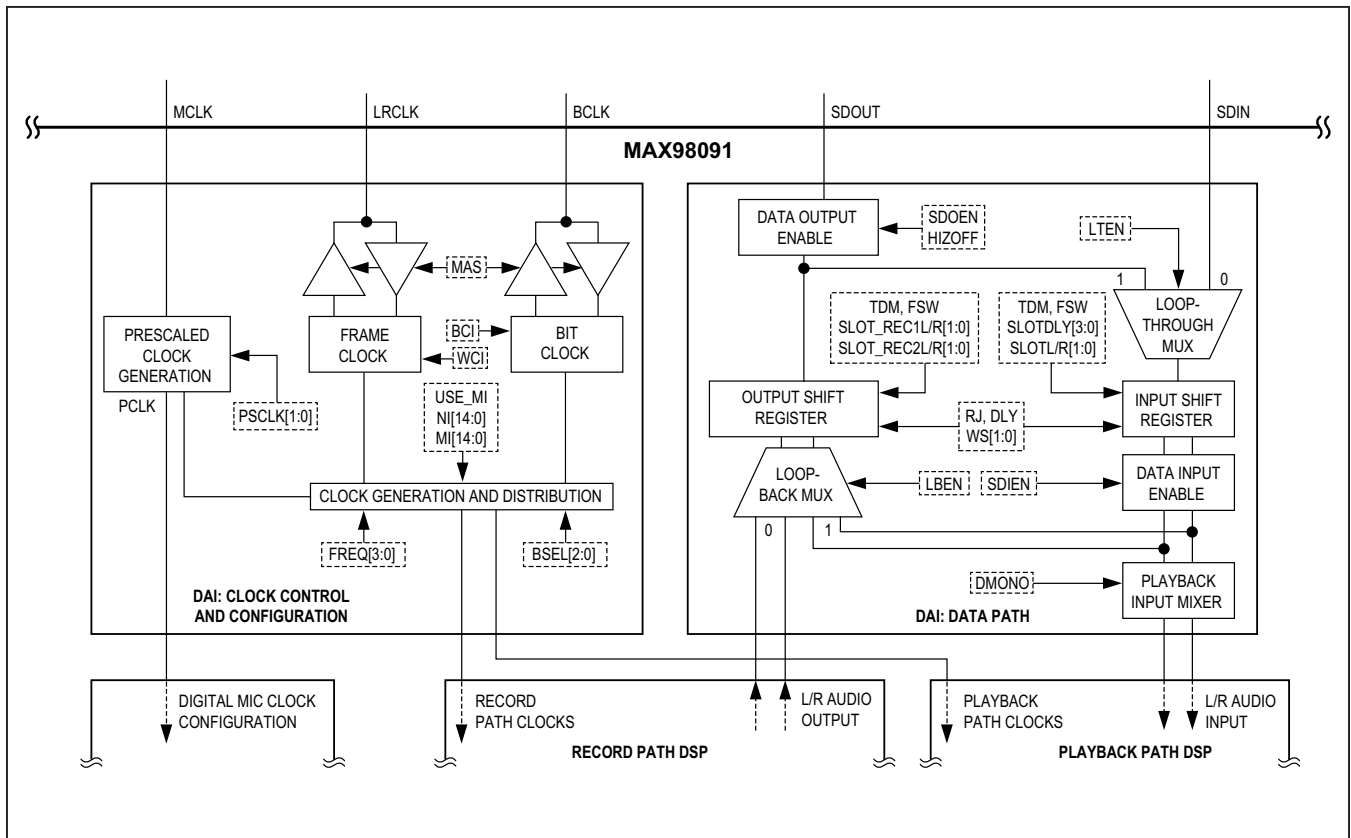 MCLK
LRCLK
BCLK
SDOUT
SDIN
MAX98091
DATA OUTPUT
ENABLE
SDOEN
HIZOFF
LTEN
MAS
1
0
LOOP-
THROUGH
MUX
PRESCALED
CLOCK
GENERATION
FRAME
CLOCK
BCI
WCI
BIT
CLOCK
TDM, FSW
SLOT_REC1L/R[1:0]
SLOT_REC2L/R[1:0]
TDM, FSW
SLOTDLY[3:0]
SLOTL/R[1:0]
PCLK
PSCLK[1:0]
USE_MI
NI[14:0]
MI[14:0]
OUTPUT SHIFT
REGISTER
RJ, DLY
WS[1:0]
INPUT SHIFT
REGISTER
LOOP-
BACK MUX
LBEN
SDIEN
DATA INPUT
ENABLE
CLOCK GENERATION AND DISTRIBUTION
0
1
FREQ[3:0]
BSEL[2:0]
DMONO
PLAYBACK
INPUT MIXER
DAI: CLOCK CONTROL
AND CONFIGURATION
DAI: DATA PATH
DIGITAL MIC CLOCK
CONFIGURATION
RECORD
PATH CLOCKS
L/R AUDIO
OUTPUT
RECORD PATH DSP
PLAYBACK
PATH CLOCKS
L/R AUDIO
INPUT
PLAYBACK PATH DSP